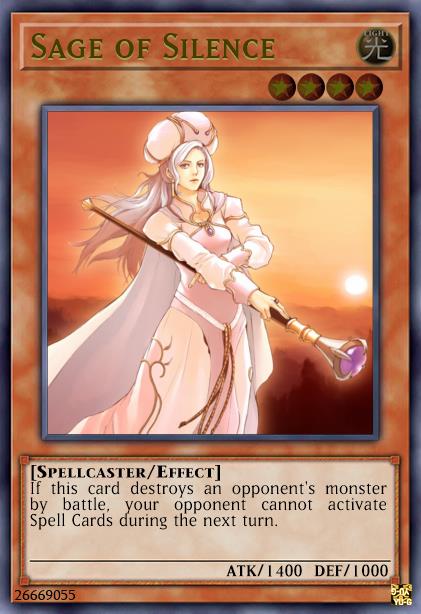 Sage of Silence
LIGHT
光
[Spellcaster/Effect]
If this card destroys an opponent's monster
by battle, your opponent cannot activate
Spell Cards during the next turn.
ATK/1400 DEF/1000
26669055